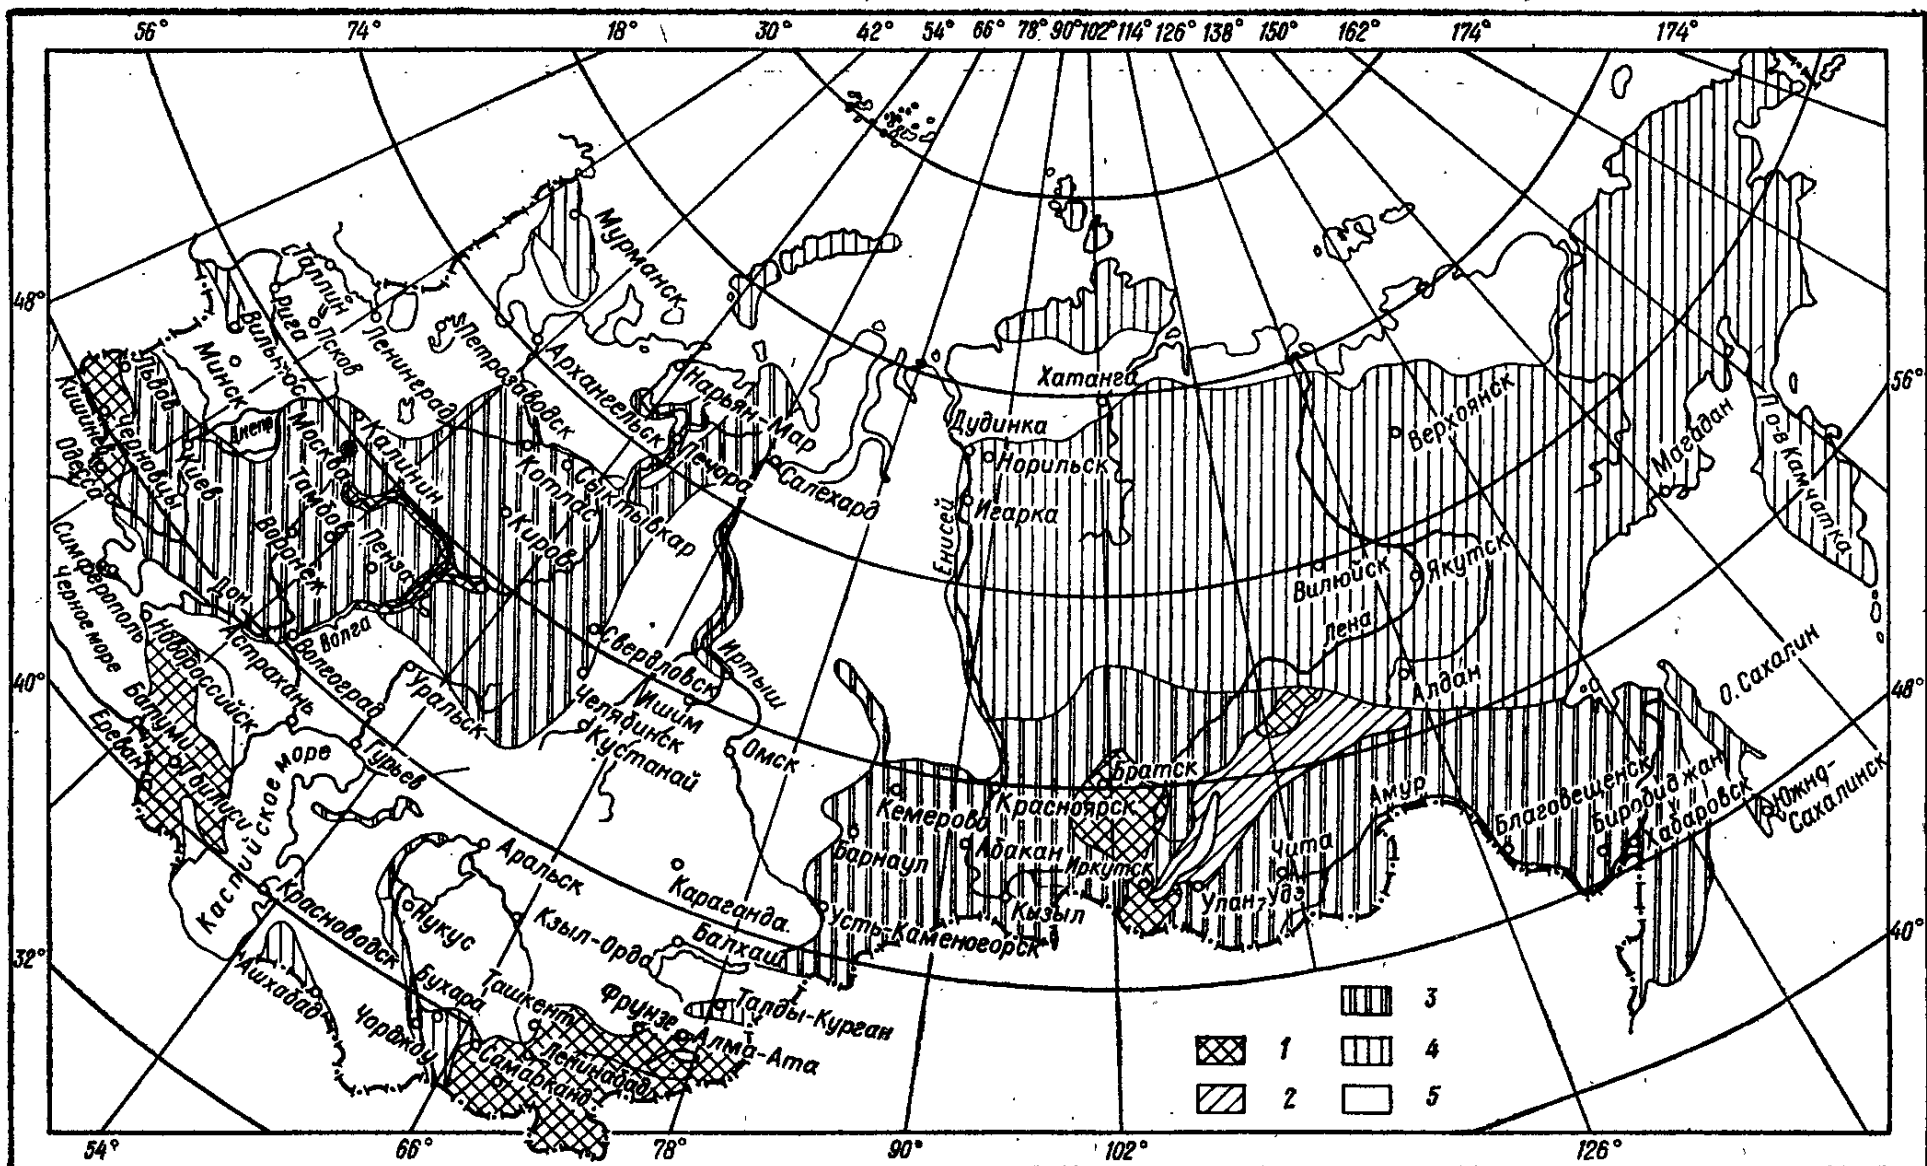 56° 74° 18° 30° 42° 54° 66° 78° 90° 102° 114° 126° 138° 150° 162° 174° 174°
48°
40°
32°
56°
48°
40°
Мурманск
Таллин
Рига
Псков
Ленинград
Вильнюс
Минск
Петрозаводск
Архангельск
Нарьян-Мар
Печора
Салехард
Хатанга
Дудинка
Норильск
Игарка
Енисей
Верхоянск
Магадан
П-о-в Камчатка
Львов
Кишинев
Черновцы
Одесса
Киев
Днепр
Москва
Калинин
Котлас
Сыктывкар
Киров
Тамбов
Воронеж
Пенза
Вилюйск
Якутск
Лена
Алдан
Симферополь
Черное море
Новороссийск
Дон
Волга
Волгоград
Астрахань
Уральск
Гурьев
Свердловск
Челябинск
Кустанай
Ишим
Иртыш
Омск
Батуми
Ереван
Тбилиси
Каспийское море
Красноводск
Ашхабад
Нукус
Аральск
Кзыл-Орда
Караганда.
Балхаш
Бухара
Чарджоу
Ташкент
Самарканд
Ленинабад
Фрунзе
Талды-Курган
Алма-Ата
Усть-Каменогорск
Барнаул
Кемерово
Красноярск
Абакан
Кызыл
Братск
Иркутск
Улан-Удэ
Чита
Амур
Благовещенск
Биробиджан
Хабаровск
О. Сахалин
Южно-
Сахалинск
1
2
3
4
5
54° 66° 78° 90° 102° 126°